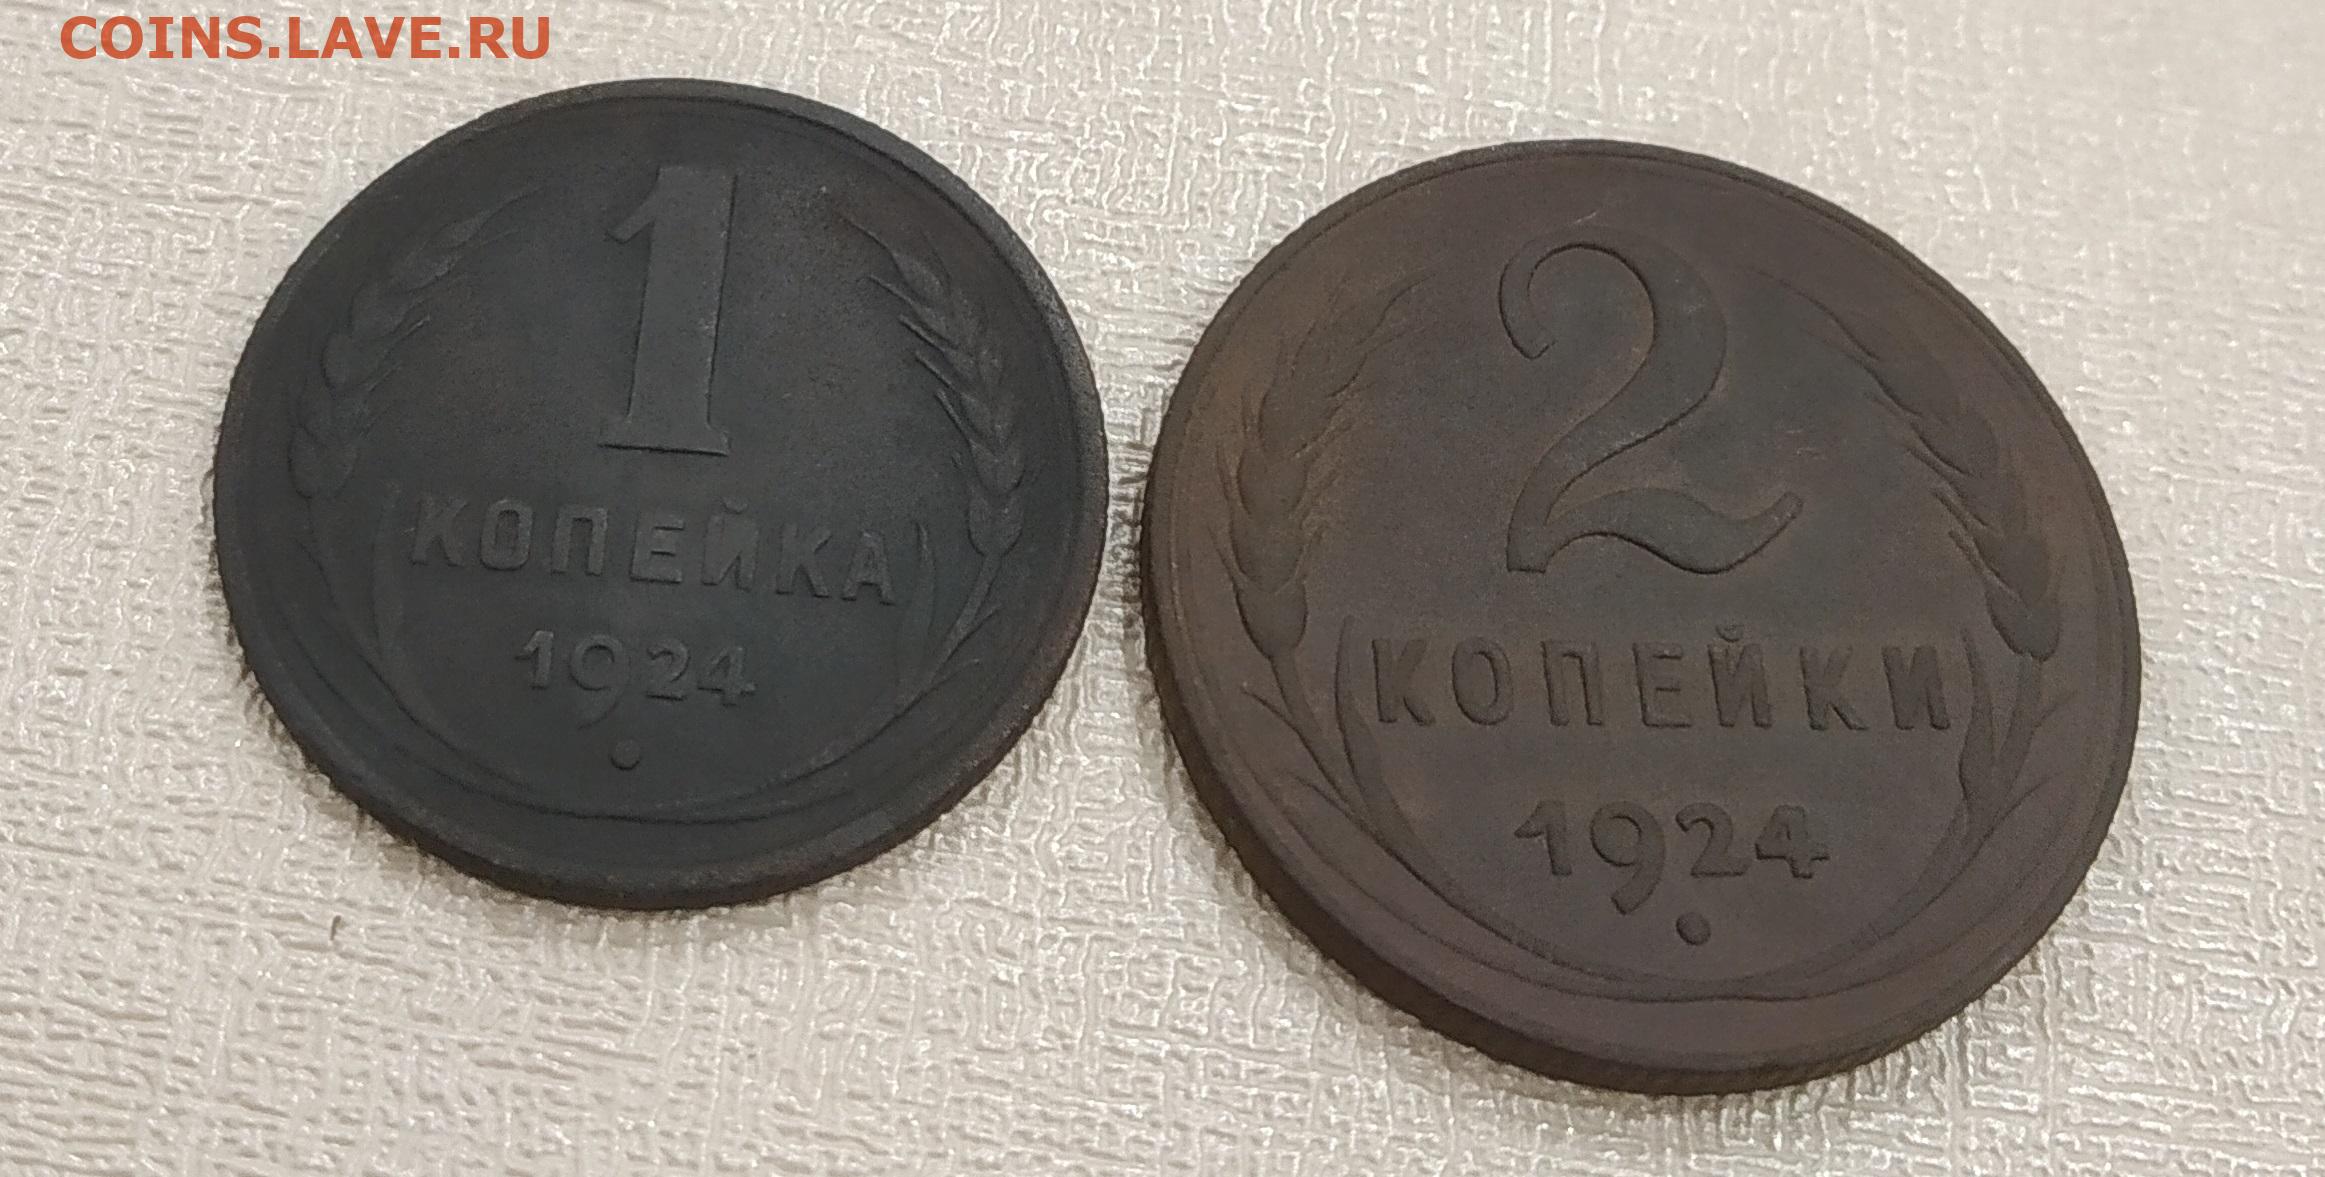 COINS.LAVE.RU
1
КОПЕЙКА
1924
2
КОПЕЙКИ
1924